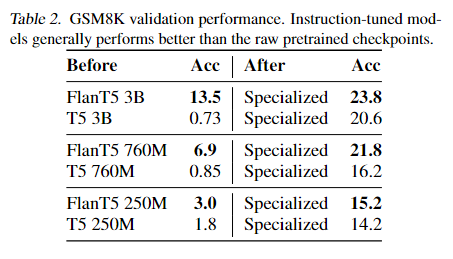 Table 2. GSM8K validation performance. Instruction-tuned mod-
els generally performs better than the raw pretrained checkpoints.
Before Acc After Acc
FlanT5 3B 13.5 Specialized 23.8
T5 3B 0.73 Specialized 20.6
FlanT5 760M 6.9 Specialized 21.8
T5 760M 0.85 Specialized 16.2
FlanT5 250M 3.0 Specialized 15.2
T5 250M 1.8 Specialized 14.2